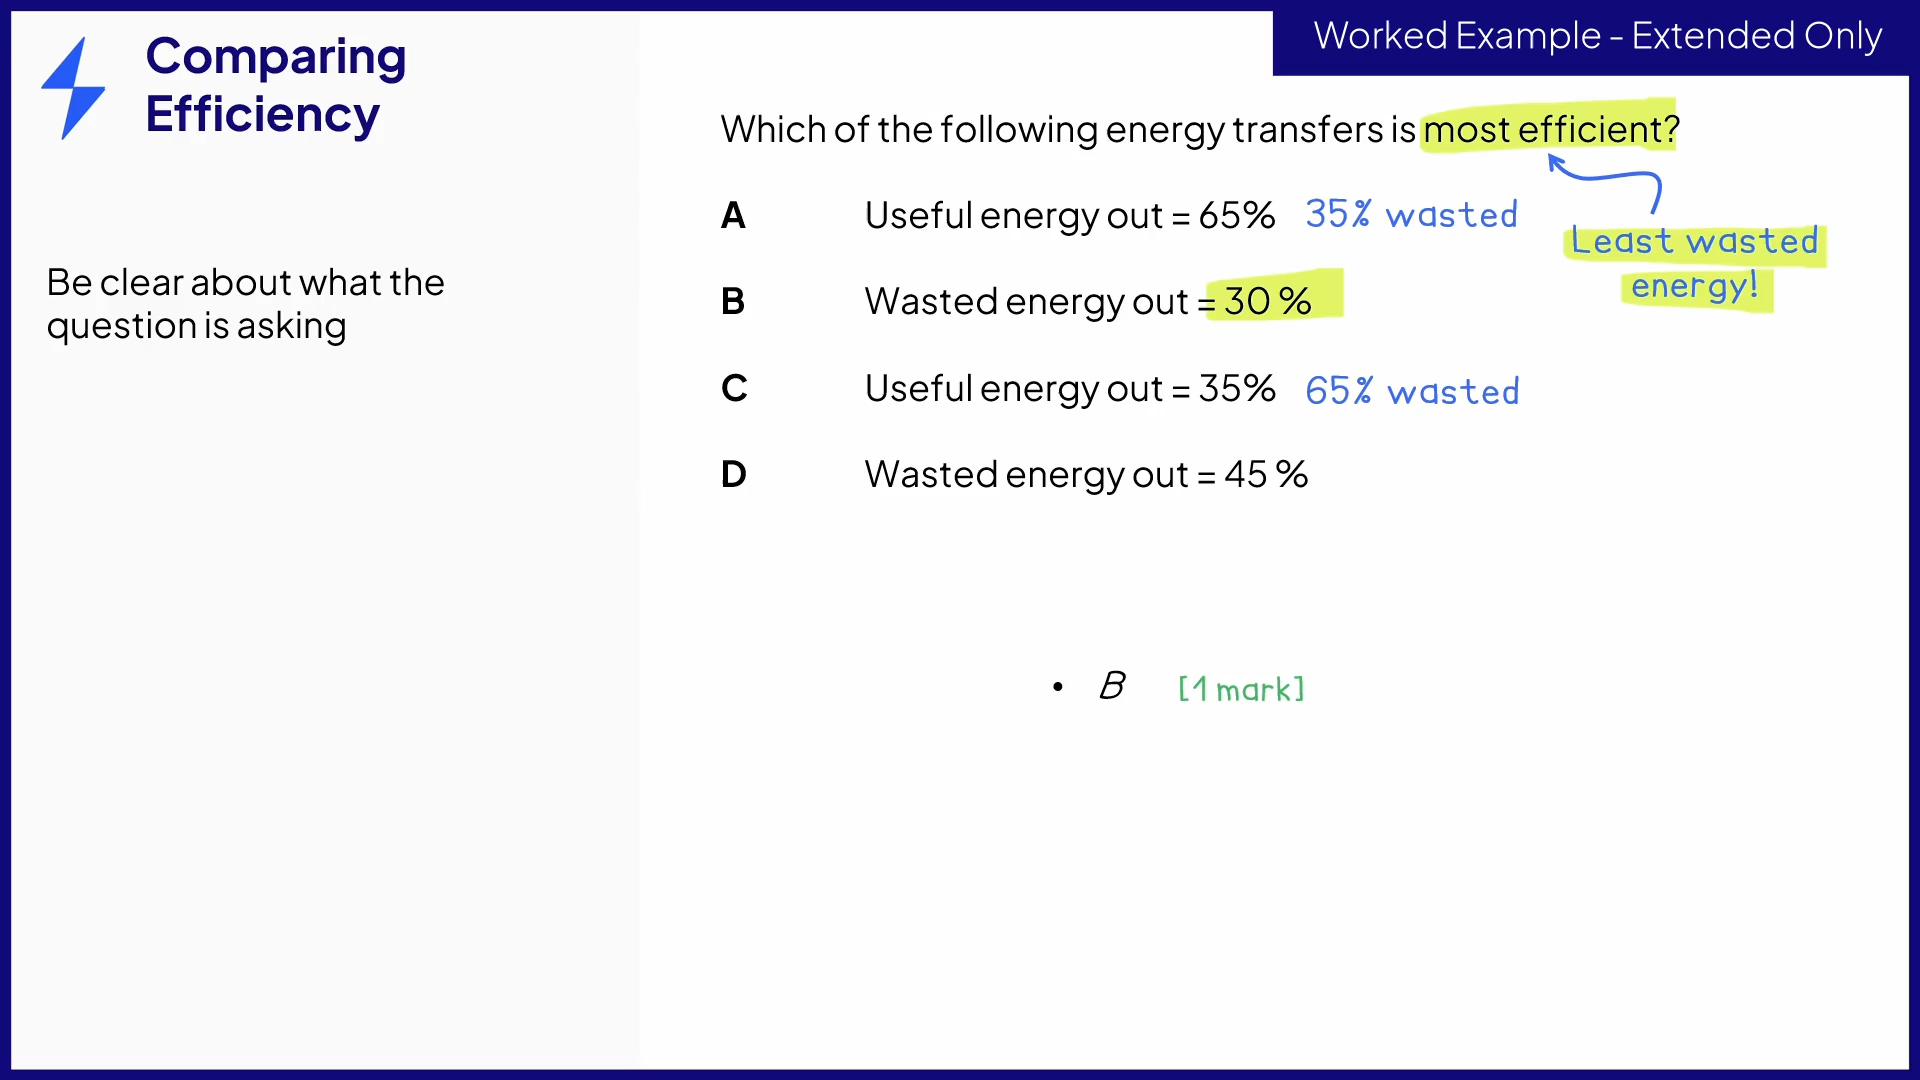 Comparing
Efficiency
Worked Example - Extended Only
Be clear about what the
question is asking
Which of the following energy transfers is most efficient?
A Useful energy out = 65% 35% wasted
Least wasted
energy!
B Wasted energy out = 30 %
C Useful energy out = 35% 65% wasted
D Wasted energy out = 45 %
• B [1 mark]